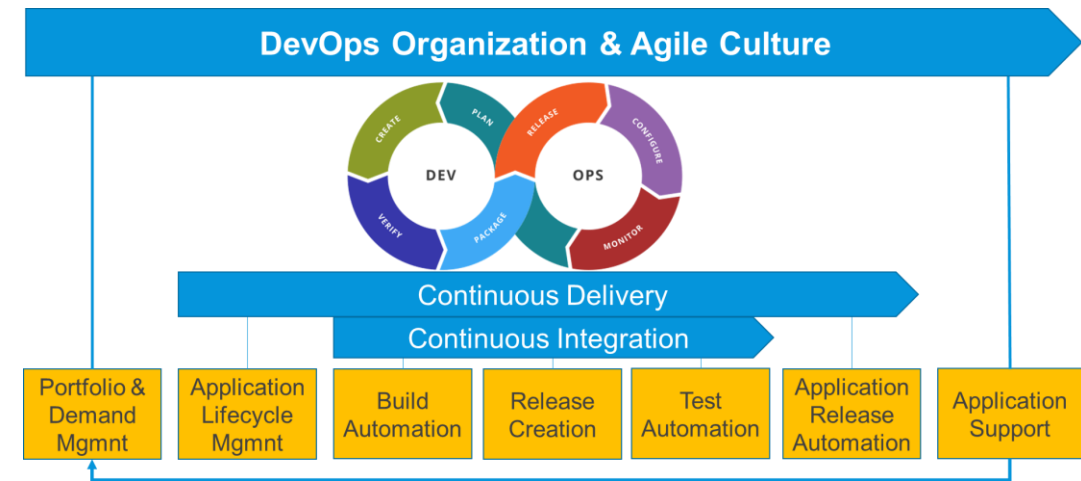 DevOps Organization & Agile Culture
CREATE
PLAN
RELEASE
CONFIGURE
DEV
OPS
VERIFY
PACKAGE
MONITOR
Continuous Delivery
Continuous Integration
Portfolio &
Demand
Mgmnt
Application
Lifecycle
Mgmnt
Build
Automation
Release
Creation
Test
Automation
Application
Release
Automation
Application
Support